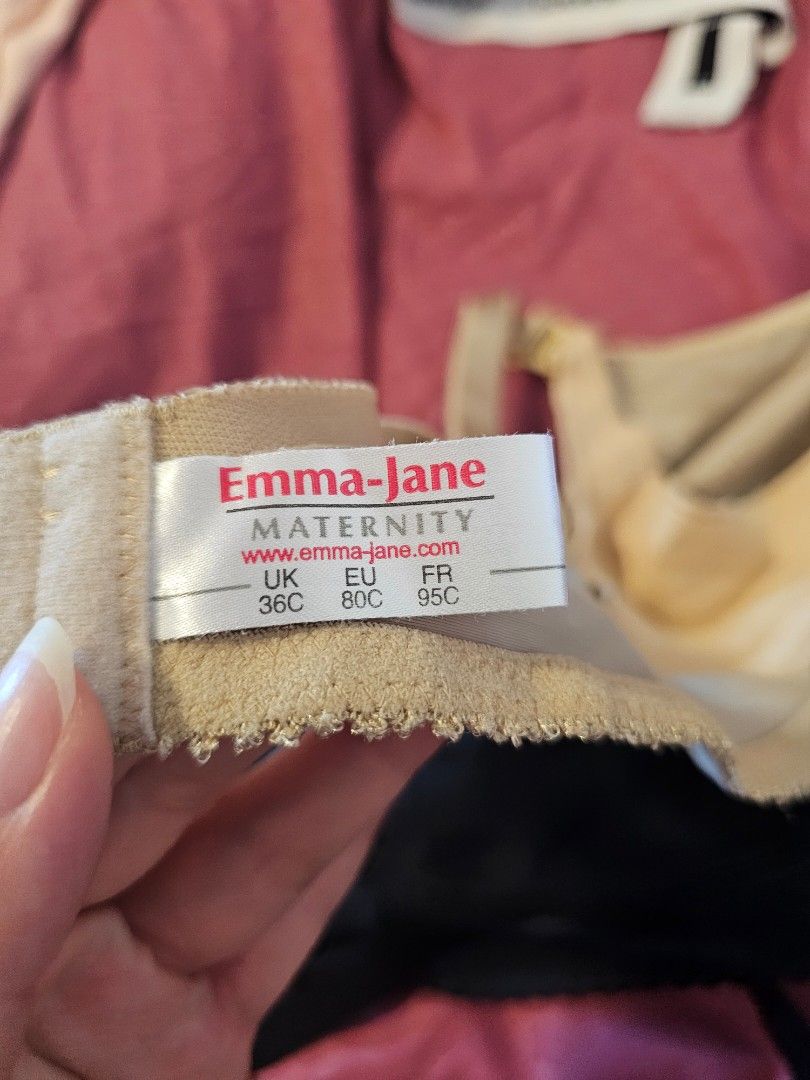 Emma-Jane
MATERNITY
www.emma-jane.com
UK EU FR
36C 80C 95C